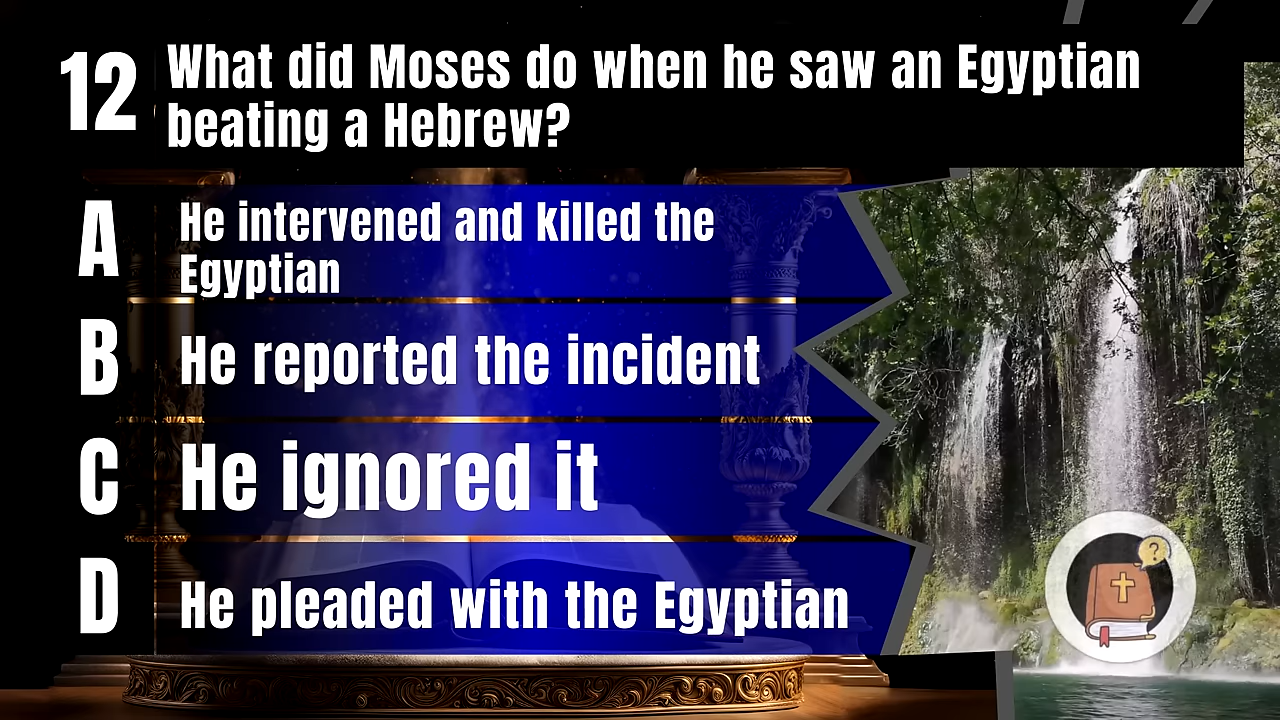 12
What did Moses do when he saw an Egyptian
beating a Hebrew?
A
He intervened and killed the
Egyptian
B
He reported the incident
C
He ignored it
D
He pleaded with the Egyptian
?